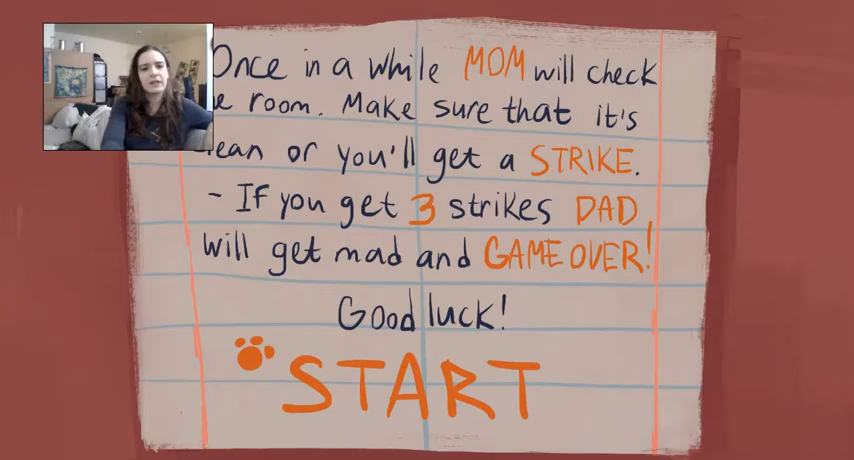 Once in a while MOM will check
room. Make sure that it's
or you'll get a STRIKE.
- If you get 3 strikes DAD
will get mad and GAME OVER!
Good luck!
START